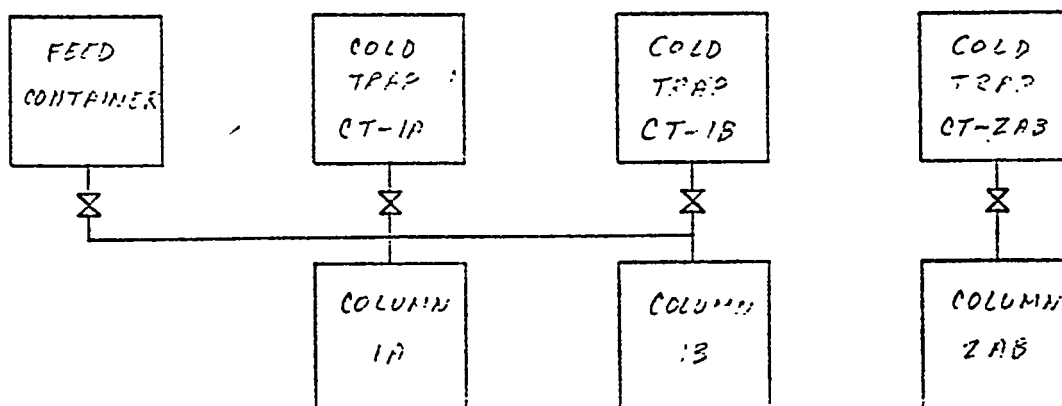 FEED
CONTAINER
COLD
TRAP
CT-1A
COLD
TRAP
CT-1B
COLD
TRAP
CT-2AB
COLUMN
1A
COLUMN
1B
COLUMN
2AB